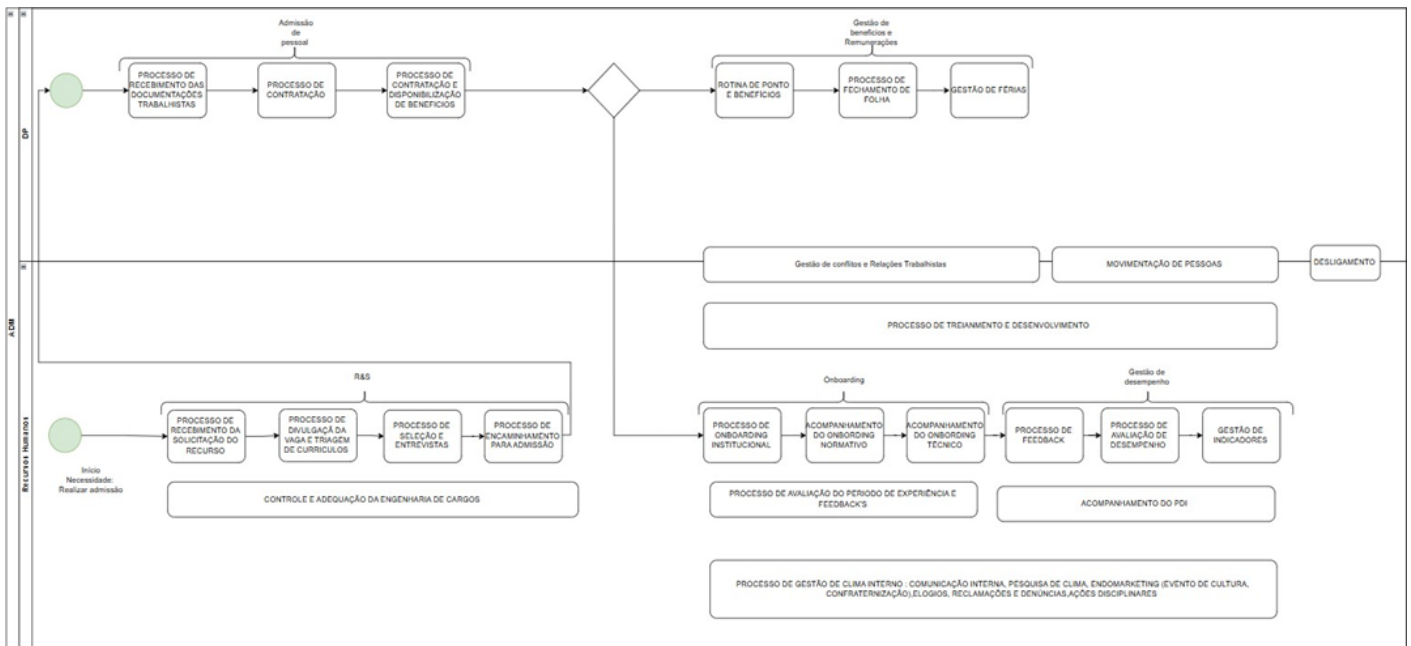 ADM
DP
Admissão
de
pessoal
PROCESSO DE
RECEBIMENTO DAS
DOCUMENTAÇÕES
TRABALHISTAS
PROCESSO DE
CONTRATAÇÃO
PROCESSO DE
CONTRATAÇÃO E
DISPONIBILIZAÇÃO
DE BENEFICIOS
Gestão de
beneficios e
Remunerações
ROTINA DE PONTO
E BENEFÍCIOS
PROCESSO DE
FECHAMENTO DE
FOLHA
GESTÃO DE FÉRIAS
Gestão de conflitos e Relações Trabalhistas
MOVIMENTAÇÃO DE PESSOAS
DESLIGAMENTO
PROCESSO DE TREIANMENTO E DESENVOLVIMENTO
Recursos Humanos
Início
Necessidade:
Realizar admissão
R&S
PROCESSO DE
RECEBIMENTO DA
SOLICITAÇÃO DO
RECURSO
PROCESSO DE
DIVULGAÇÃ DA
VAGA E TRIAGEM
DE CURRICULOS
PROCESSO DE
SELEÇÃO E
ENTREVISTAS
PROCESSO DE
ENCAMINHAMENTO
PARA ADMISSÃO
CONTROLE E ADEQUAÇÃO DA ENGENHARIA DE CARGOS
Onboarding
PROCESSO DE
ONBOARDING
INSTITUCIONAL
ACOMPANHAMENTO
DO ONBORDING
NORMATIVO
ACOMPANHAMENTO
DO ONBORDING
TÉCNICO
Gestão de
desempenho
PROCESSO DE
FEEDBACK
PROCESSO DE
AVALIAÇÃO DE
DESEMPENHO
GESTÃO DE
INDICADORES
PROCESSO DE AVALIAÇÃO DO PERIODO DE EXPERIÊNCIA E
FEEDBACK'S
ACOMPANHAMENTO DO PDI
PROCESSO DE GESTÃO DE CLIMA INTERNO : COMUNICAÇÃO INTERNA, PESQUISA DE CLIMA, ENDOMARKETING (EVENTO DE CULTURA,
CONFRATERNIZAÇÃO),ELOGIOS, RECLAMAÇÕES E DENÚNCIAS,AÇÕES DISCIPLINARES